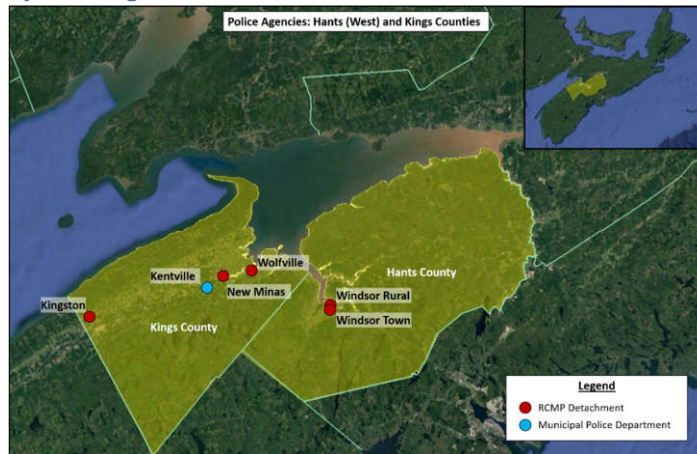 Police Agencies: Hants (West) and Kings Counties
Wolfville
Kentville
New Minas
Hants County
Kingston
Windsor Rural
Windsor Town
Kings County
Legend
RCMP Detachment
Municipal Police Department